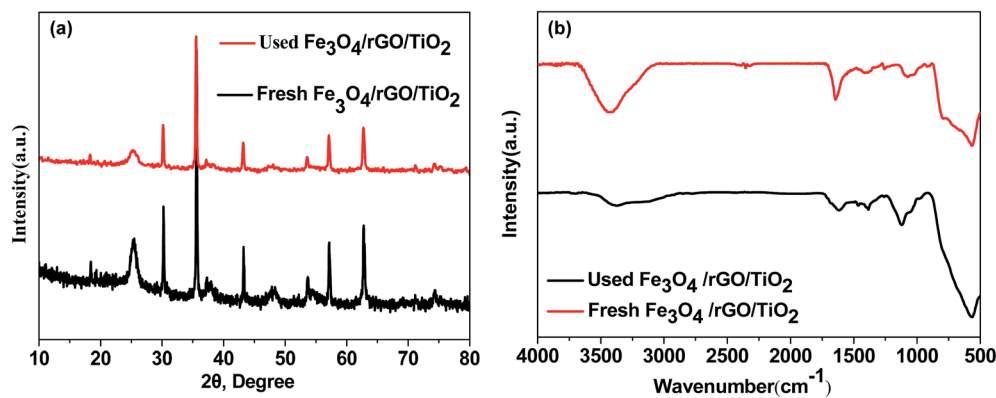 (a)
Used Fe₃O₄/rGO/TiO₂
Fresh Fe₃O₄/rGO/TiO₂
Intensity(a.u.)
10 20 30 40 50 60 70 80
2θ, Degree
(b)
Intensity(a.u.)
Used Fe₃O₄ /rGO/TiO₂
Fresh Fe₃O₄ /rGO/TiO₂
4000 3500 3000 2500 2000 1500 1000 500
Wavenumber(cm⁻¹)